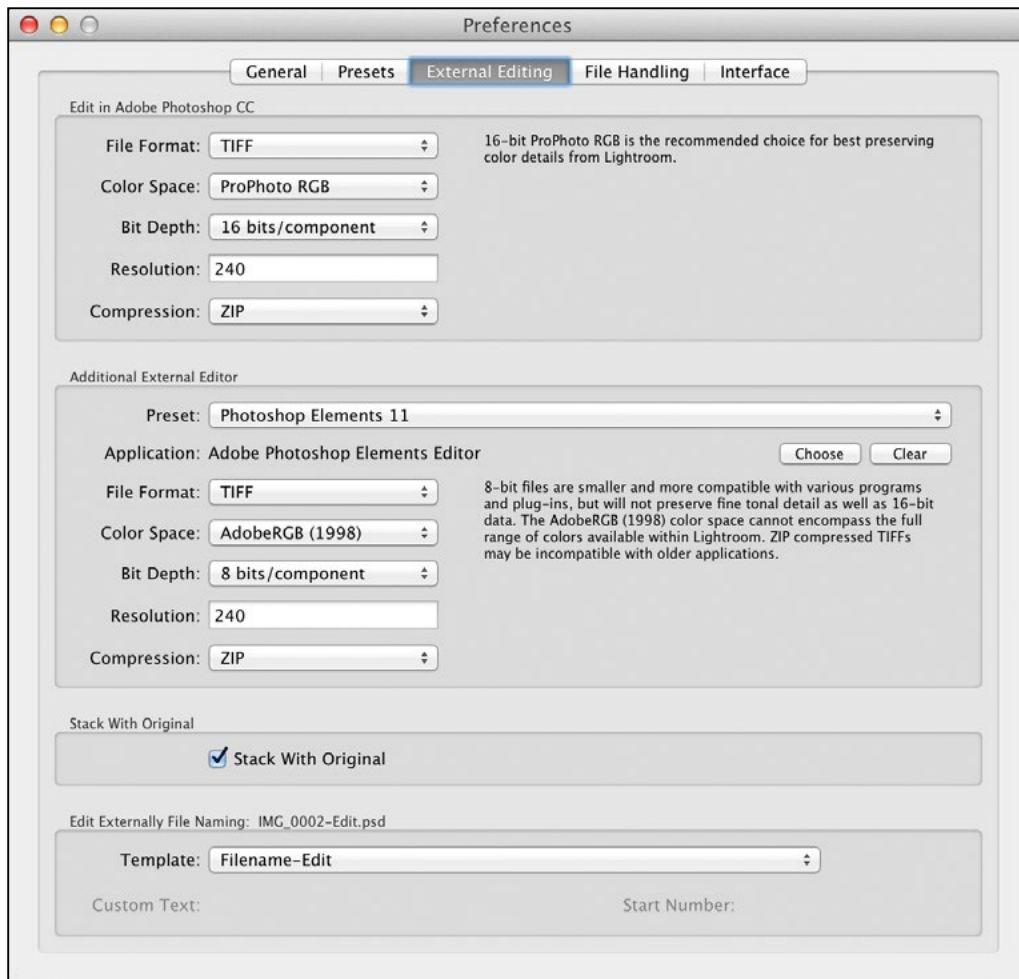 Preferences
General Presets External Editing File Handling Interface
Edit in Adobe Photoshop CC
File Format: TIFF
16-bit ProPhoto RGB is the recommended choice for best preserving
color details from Lightroom.
Color Space: ProPhoto RGB
Bit Depth: 16 bits/component
Resolution: 240
Compression: ZIP
Additional External Editor
Preset: Photoshop Elements 11
Application: Adobe Photoshop Elements Editor Choose Clear
File Format: TIFF
8-bit files are smaller and more compatible with various programs
and plug-ins, but will not preserve fine tonal detail as well as 16-bit
data. The AdobeRGB (1998) color space cannot encompass the full
range of colors available within Lightroom. ZIP compressed TIFFs
may be incompatible with older applications.
Color Space: AdobeRGB (1998)
Bit Depth: 8 bits/component
Resolution: 240
Compression: ZIP
Stack With Original
Stack With Original
Edit Externally File Naming: IMG_0002-Edit.psd
Template: Filename-Edit
Custom Text: Start Number: